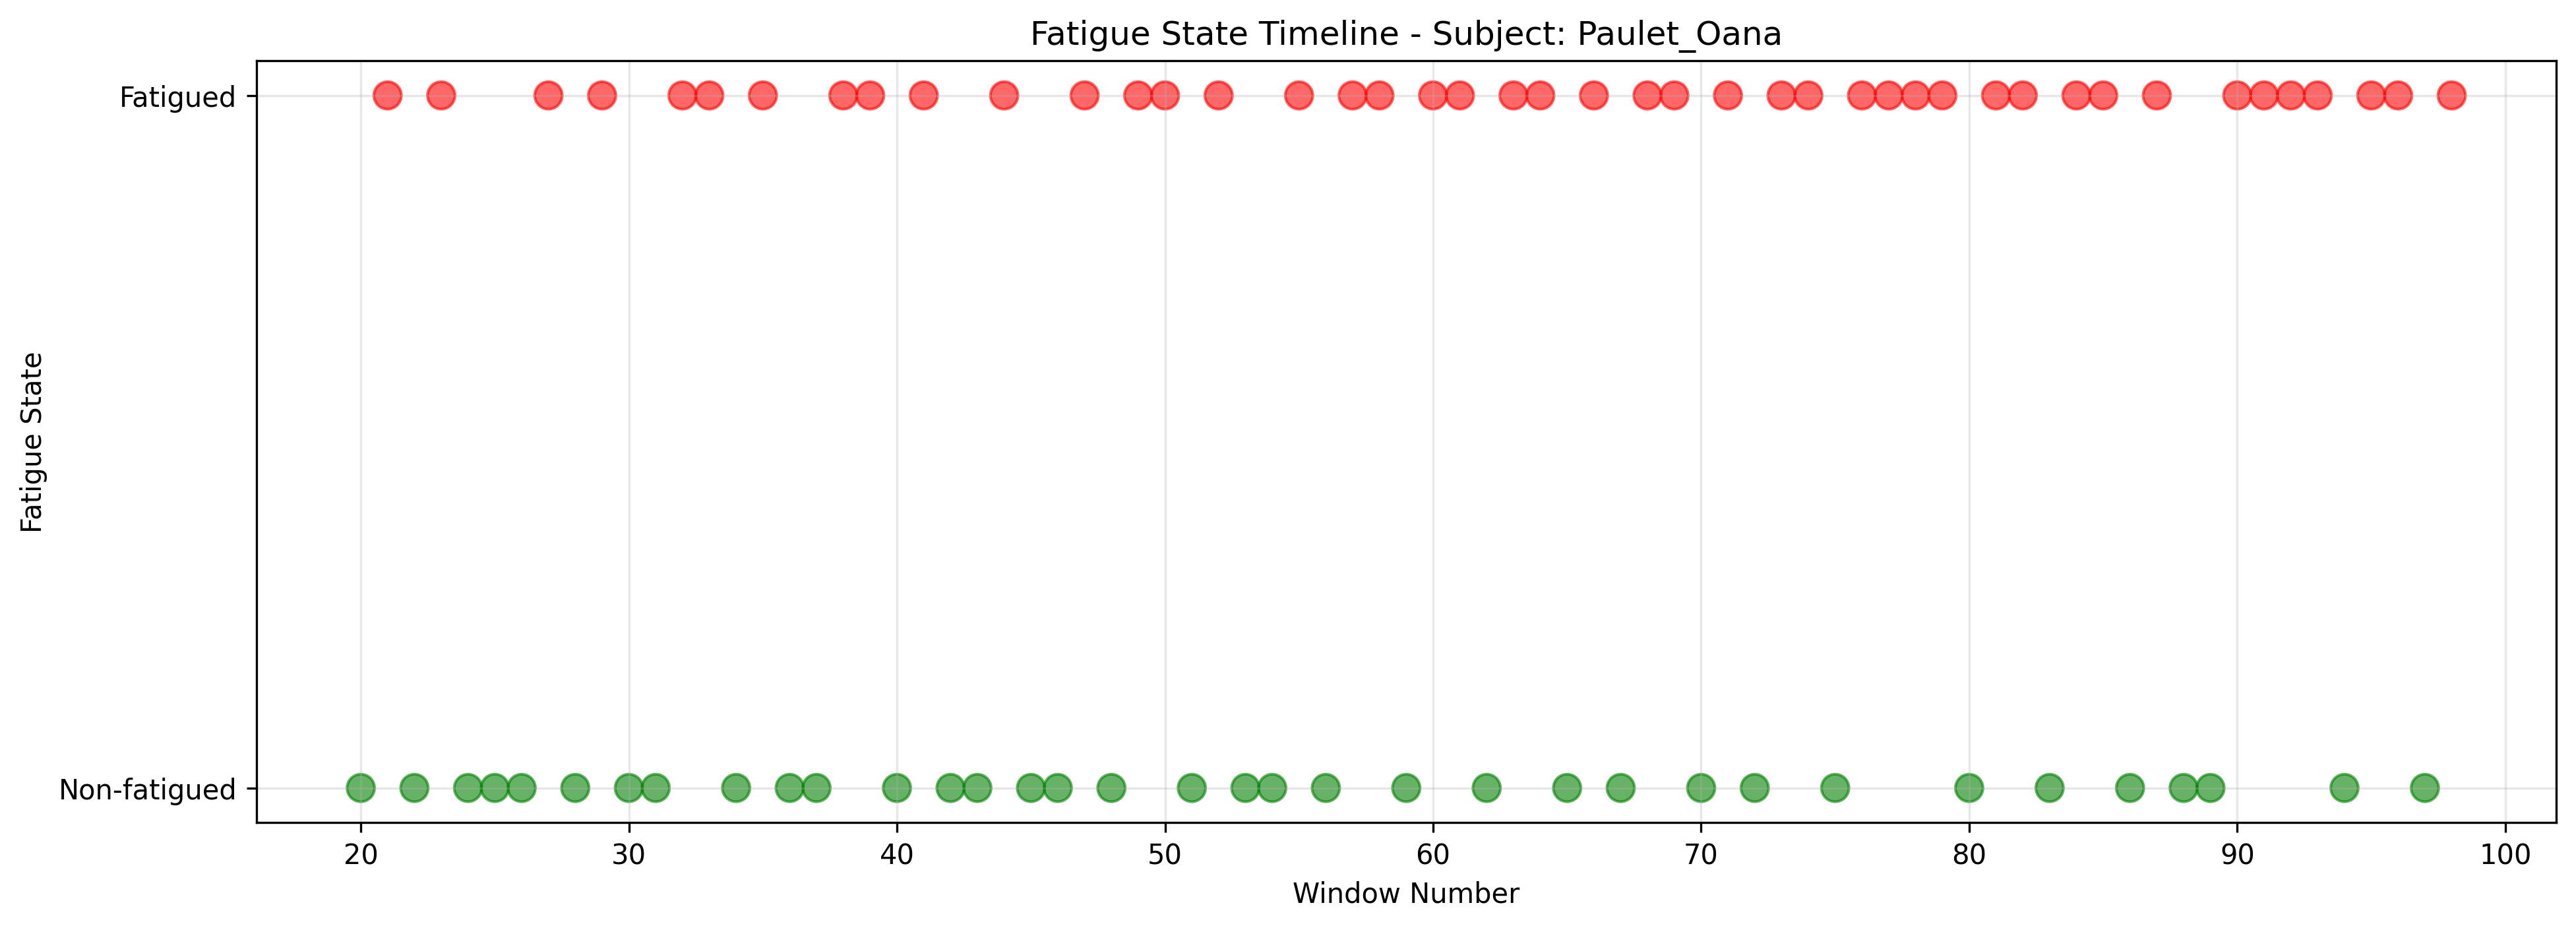 Fatigue State Timeline - Subject: Paulet_Oana
Fatigued
Fatigue State
Non-fatigued
20 30 40 50 60 70 80 90 100
Window Number